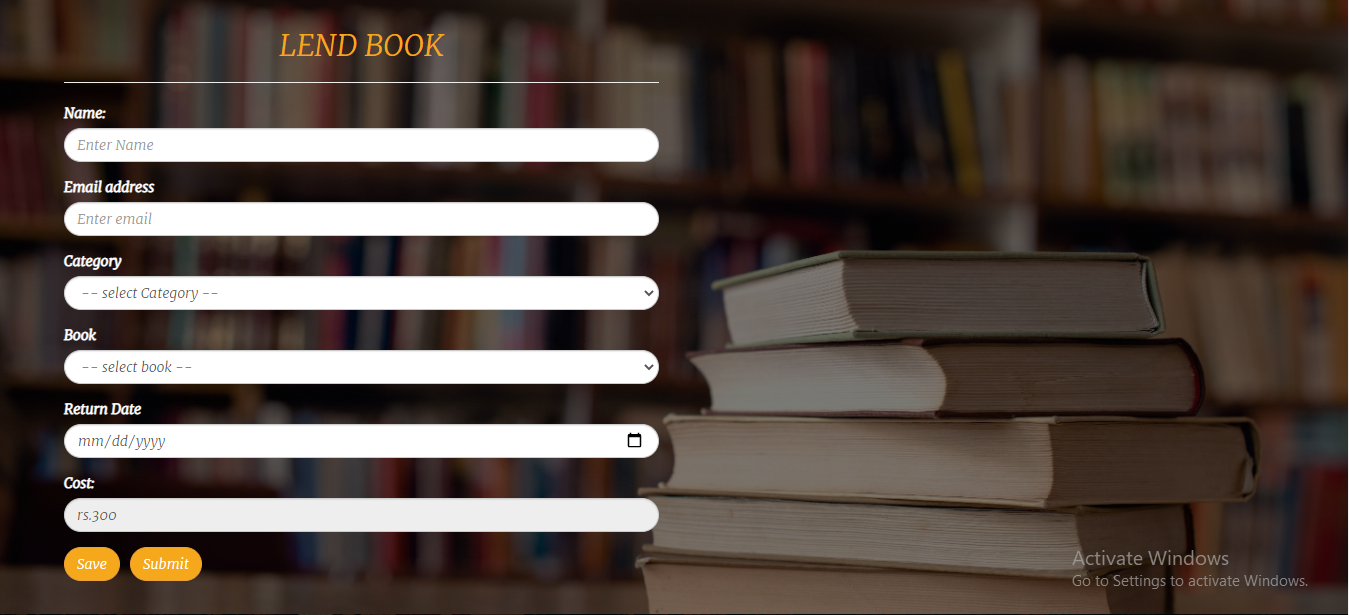 LEND BOOK
Name:
Enter Name
Email address
Enter email
Category
-- select Category --
Book
-- select book --
Return Date
mm/dd/yyyy
Cost:
rs.300
Save Submit
Activate Windows
Go to Settings to activate Windows.